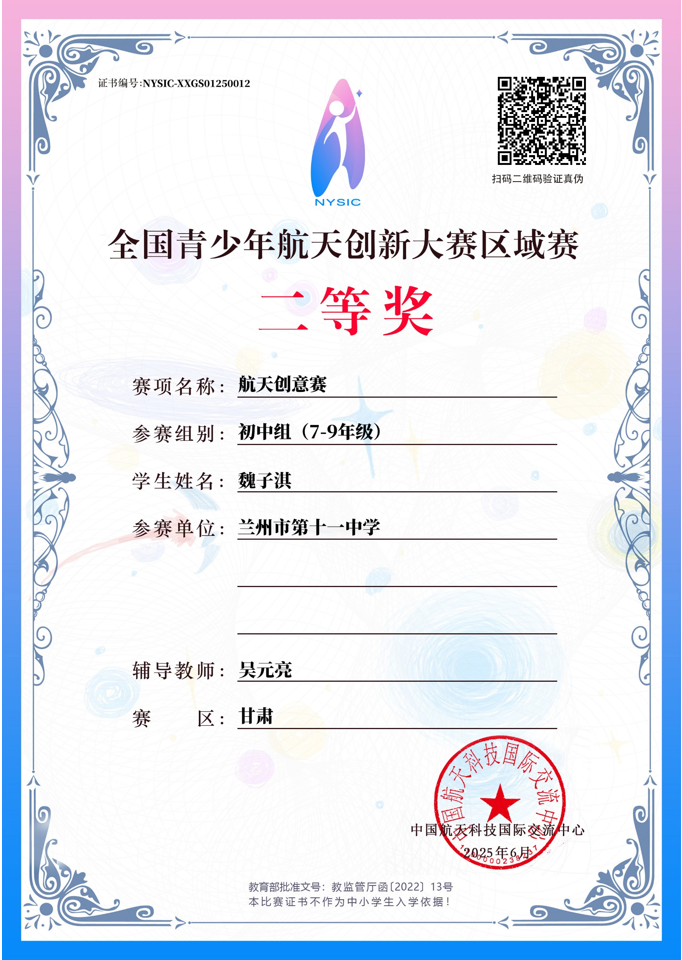 证书编号:NYSIC-XXGS01250012
NYSIC
扫码二维码验证真伪
全国青少年航天创新大赛区域赛
二等奖
赛项名称：航天创意赛
参赛组别：初中组（7-9年级）
学生姓名：魏子淇
参赛单位：兰州市第十一中学
辅导教师：吴元亮
赛 区：甘肃
中国航天科技国际交流中心
中国航天科技国际交流中心
2025年6月
教育部批准文号：教监管厅函〔2022〕13号
本比赛证书不作为中小学生入学依据！